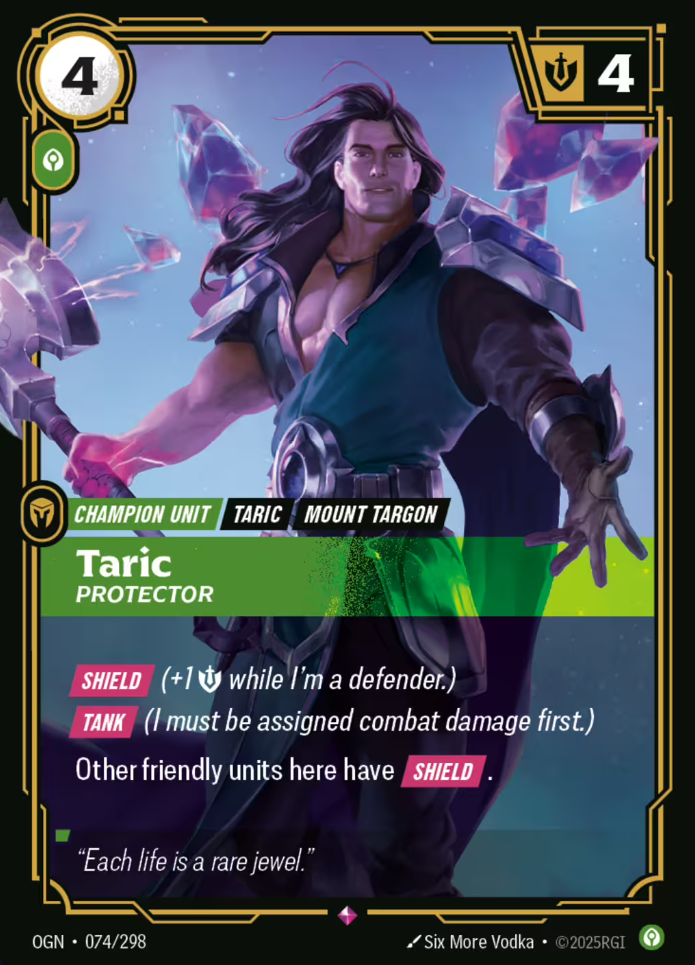 4
4
CHAMPION UNIT TARIC MOUNT TARGON
Taric
PROTECTOR
SHIELD (+1 while I'm a defender.)
TANK (I must be assigned combat damage first.)
Other friendly units here have SHIELD.
“Each life is a rare jewel.”
OGN • 074/298 Six More Vodka • ©2025RGI